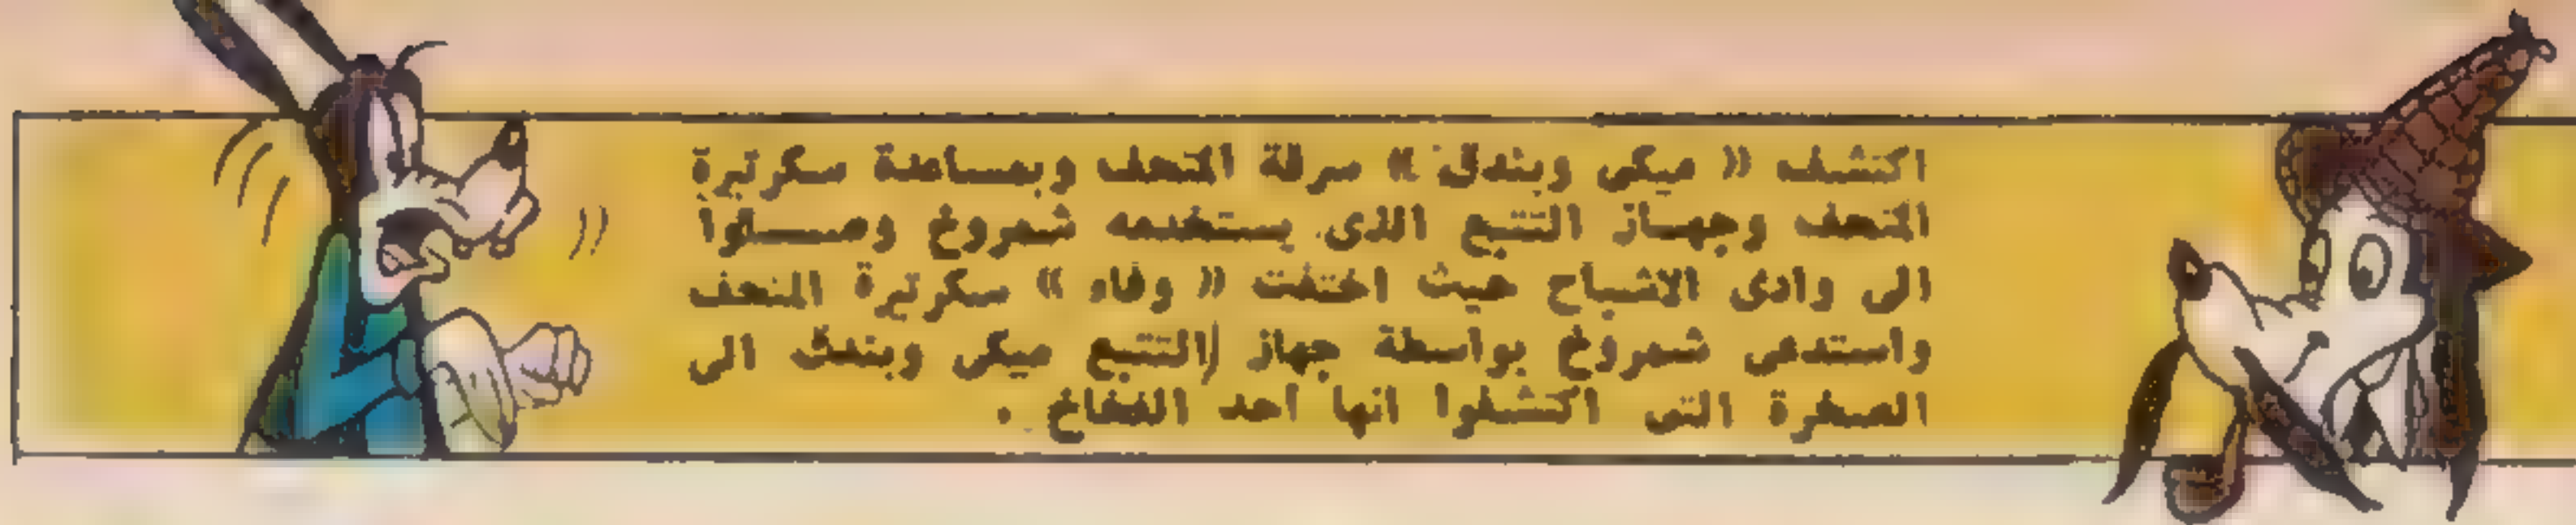 اكتشف « ميكى وبندق » سرقة المتحف وبمساعدة سكرتيرة
المتحف وجهاز التتبع الذى يستخدمه شمروخ وصلوا
الى وادى الاشباح حيث اختفت « وفاء » سكرتيرة المتحف
واستدعى شمروخ بواسطة جهاز التتبع ميكى وبندق الى
الصخرة التى اكتشفوا انها أحد الفخاخ .